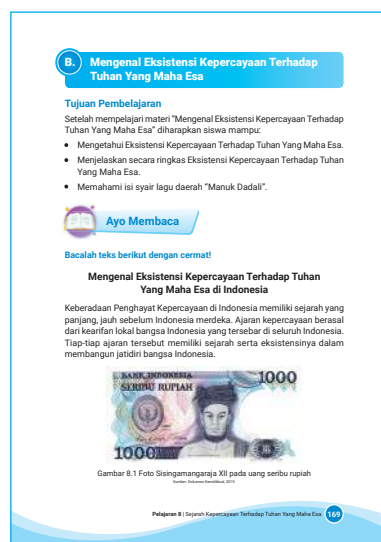 B. Mengenal Eksistensi Kepercayaan Terhadap
Tuhan Yang Maha Esa
Tujuan Pembelajaran
Setelah mempelajari materi “Mengenal Eksistensi Kepercayaan Terhadap
Tuhan Yang Maha Esa” diharapkan siswa mampu:
• Mengetahui Eksistensi Kepercayaan Terhadap Tuhan Yang Maha Esa.
• Menjelaskan secara ringkas Eksistensi Kepercayaan Terhadap Tuhan
Yang Maha Esa.
• Memahami isi syair lagu daerah “Manuk Dadali”.
Ayo Membaca
Bacalah teks berikut dengan cermat!
Mengenal Eksistensi Kepercayaan Terhadap Tuhan
Yang Maha Esa di Indonesia
Keberadaan Penghayat Kepercayaan di Indonesia memiliki sejarah yang
panjang, jauh sebelum Indonesia merdeka. Ajaran kepercayaan berasal
dari kearifan lokal bangsa Indonesia yang tersebar di seluruh Indonesia.
Tiap-tiap ajaran tersebut memiliki sejarah serta eksistensinya dalam
membangun jatidiri bangsa Indonesia.
BANK INDONESIA
SERIBU RUPIAH
1000
1000
Gambar 8.1 Foto Sisingamangaraja XII pada uang seribu rupiah
Sumber: Dokumen Kemdikbud, 2019
Pelajaran 8 | Sejarah Kepercayaan Terhadap Tuhan Yang Maha Esa 169